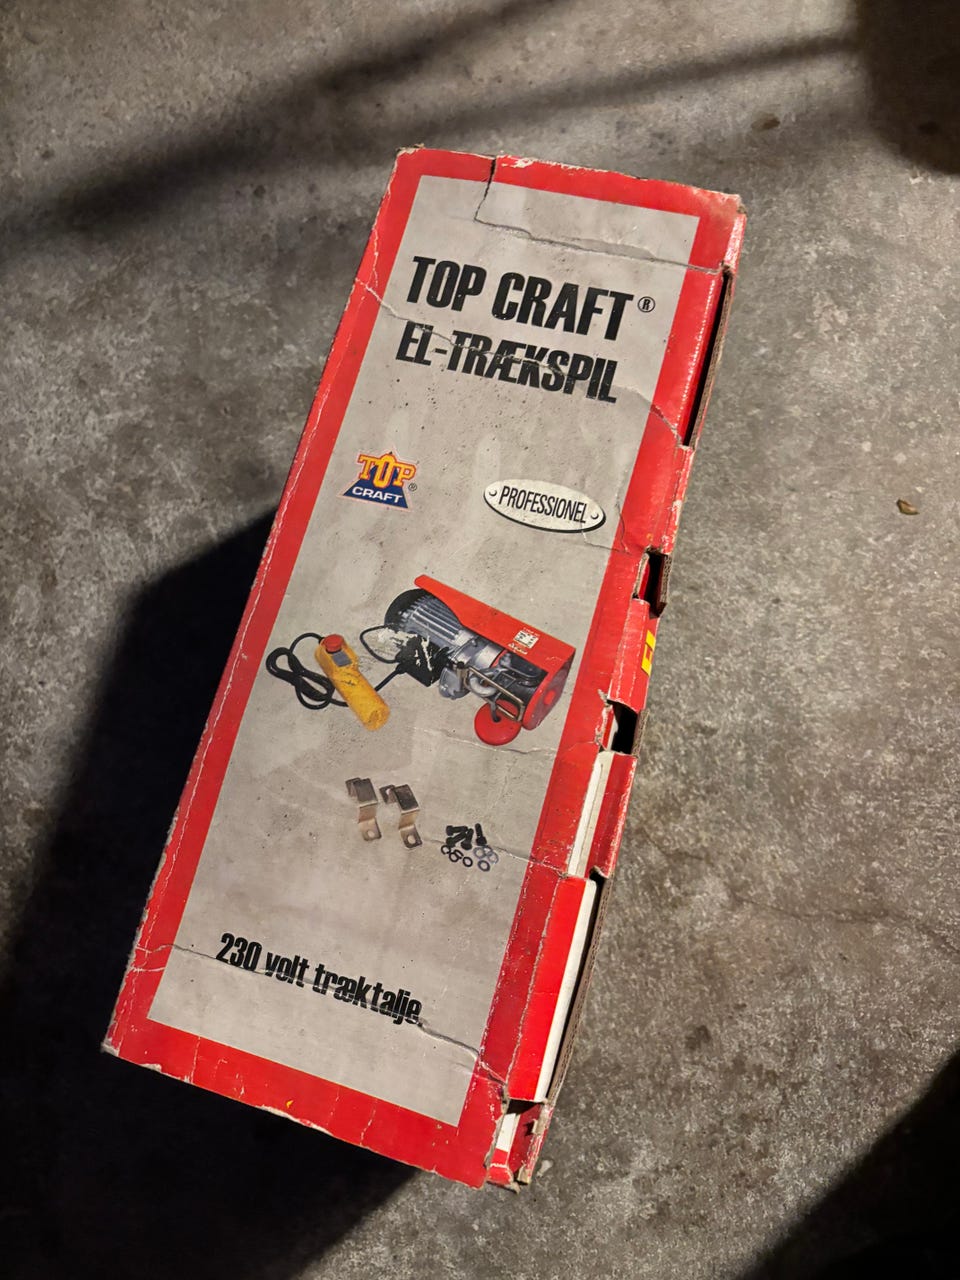 TOP CRAFT®
EL-TRÆKSPIL
TOP
CRAFT®
PROFESSIONEL
230 volt træktalje